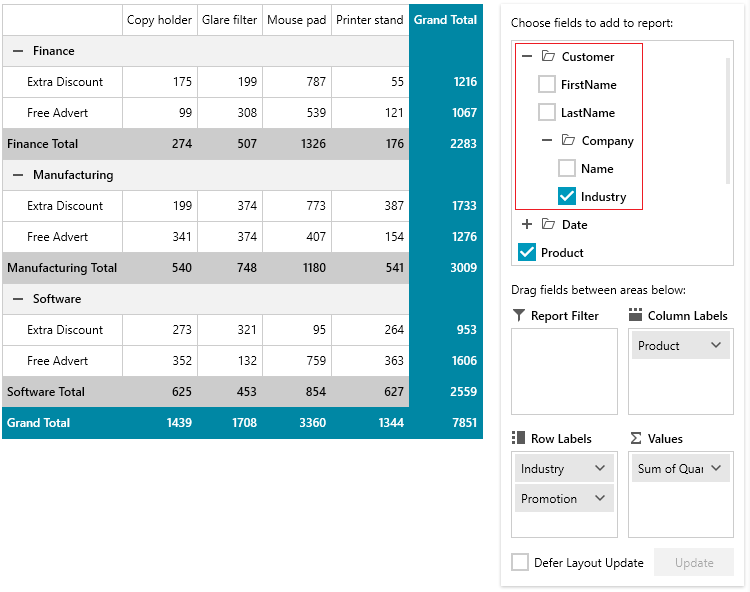 Copy holder Glare filter Mouse pad Printer stand Grand Total
Finance
Extra Discount 175 199 787 55 1216
Free Advert 99 308 539 121 1067
Finance Total 274 507 1326 176 2283
Manufacturing
Extra Discount 199 374 773 387 1733
Free Advert 341 374 407 154 1276
Manufacturing Total 540 748 1180 541 3009
Software
Extra Discount 273 321 95 264 953
Free Advert 352 132 759 363 1606
Software Total 625 453 854 627 2559
Grand Total 1439 1708 3360 1344 7851
Choose fields to add to report:
Customer
FirstName
LastName
Company
Name
Industry
Date
Product
Drag fields between areas below:
Report Filter
Column Labels
Product
Row Labels
Industry
Promotion
Values
Sum of Quar
Defer Layout Update
Update